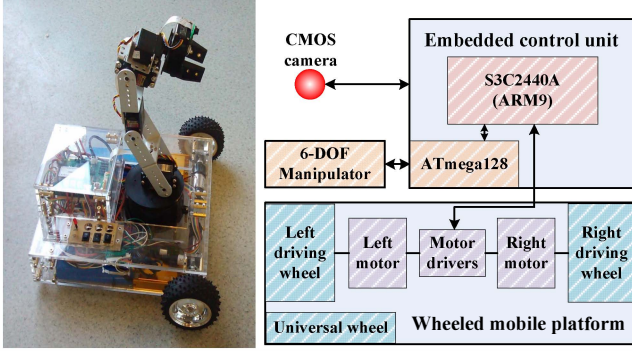 CMOS
camera
Embedded control unit
S3C2440A
(ARM9)
6-DOF
Manipulator
ATmega128
Left
driving
wheel
Left
motor
Motor
drivers
Right
motor
Right
driving
wheel
Universal wheel
Wheeled mobile platform